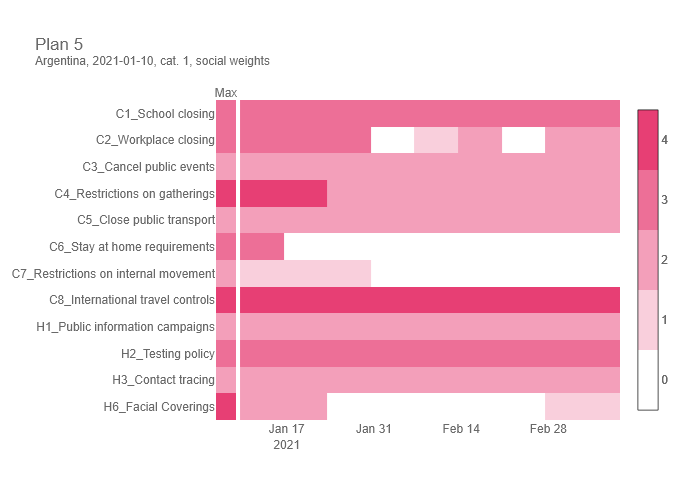 Plan 5
Argentina, 2021-01-10, cat. 1, social weights
Max
C1_School closing
C2_Workplace closing
C3_Cancel public events
C4_Restrictions on gatherings
C5_Close public transport
C6_Stay at home requirements
C7_Restrictions on internal movement
C8_International travel controls
H1_Public information campaigns
H2_Testing policy
H3_Contact tracing
H6_Facial Coverings
Jan 17 Jan 31 Feb 14 Feb 28
2021
4
3
2
1
0